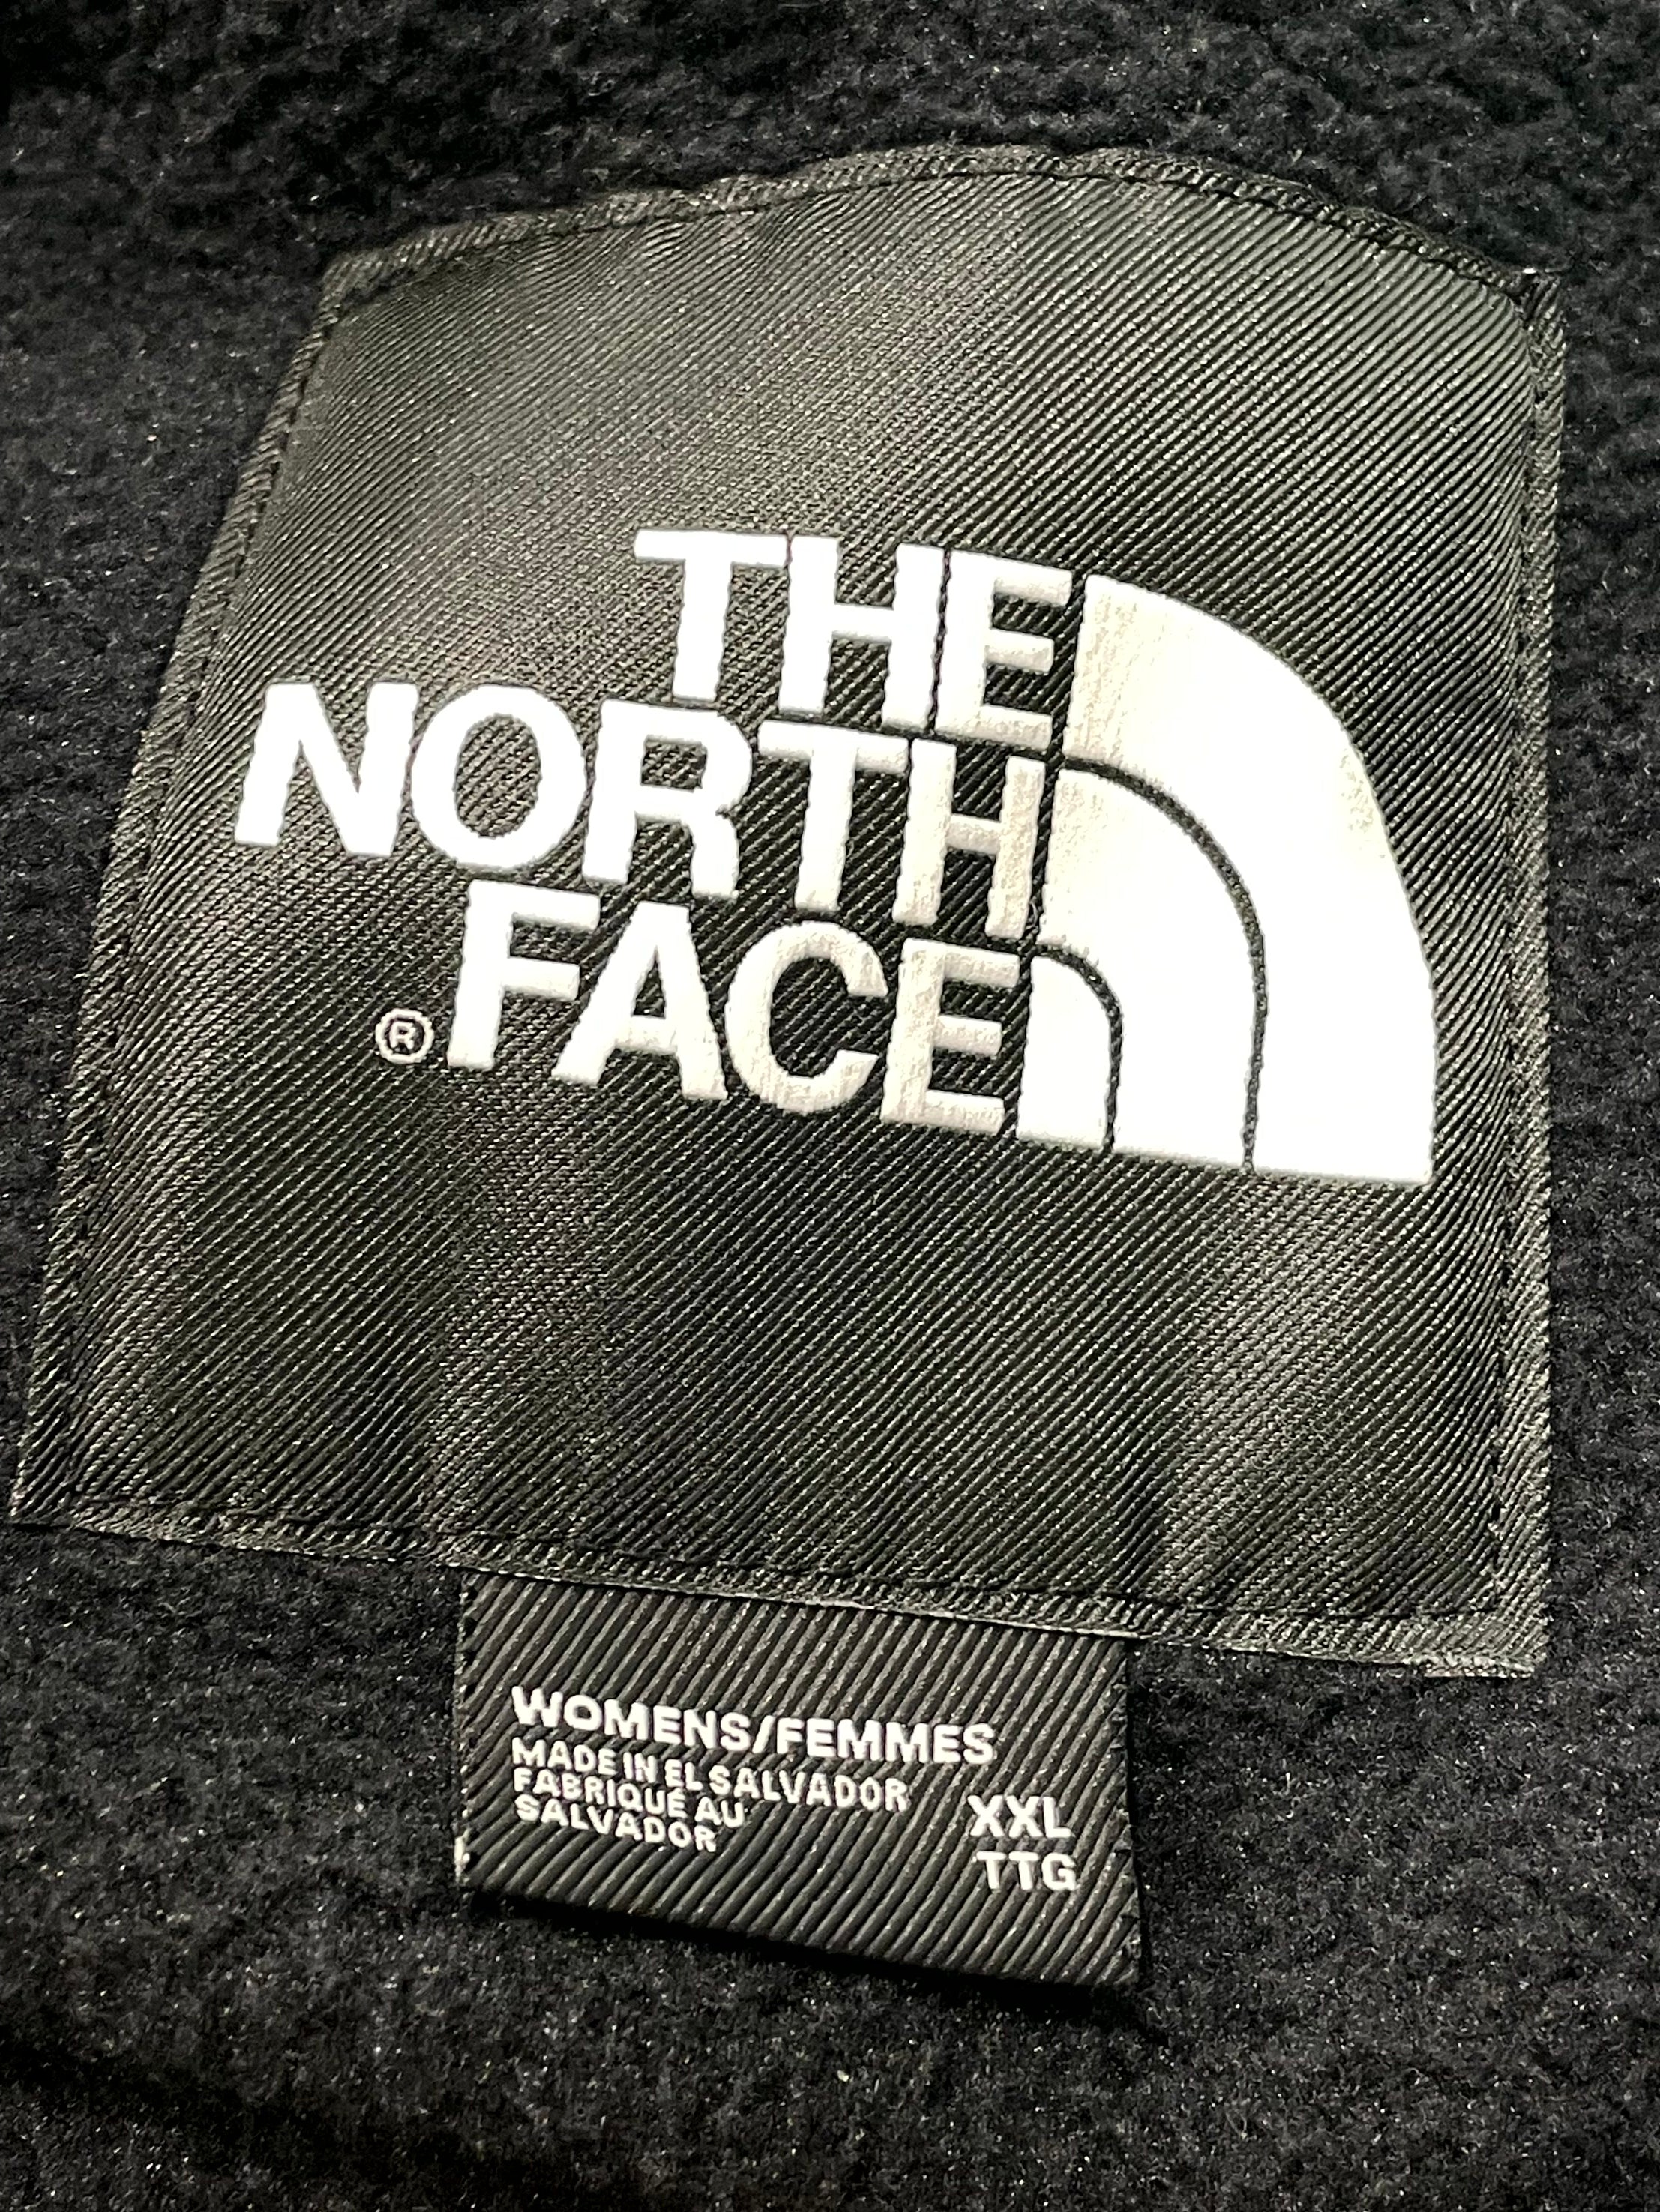 THE
NORTH
® FACE
WOMENS/FEMMES
MADE IN EL SALVADOR
FABRIQUÉ AU
SALVADOR
XXL
TTG